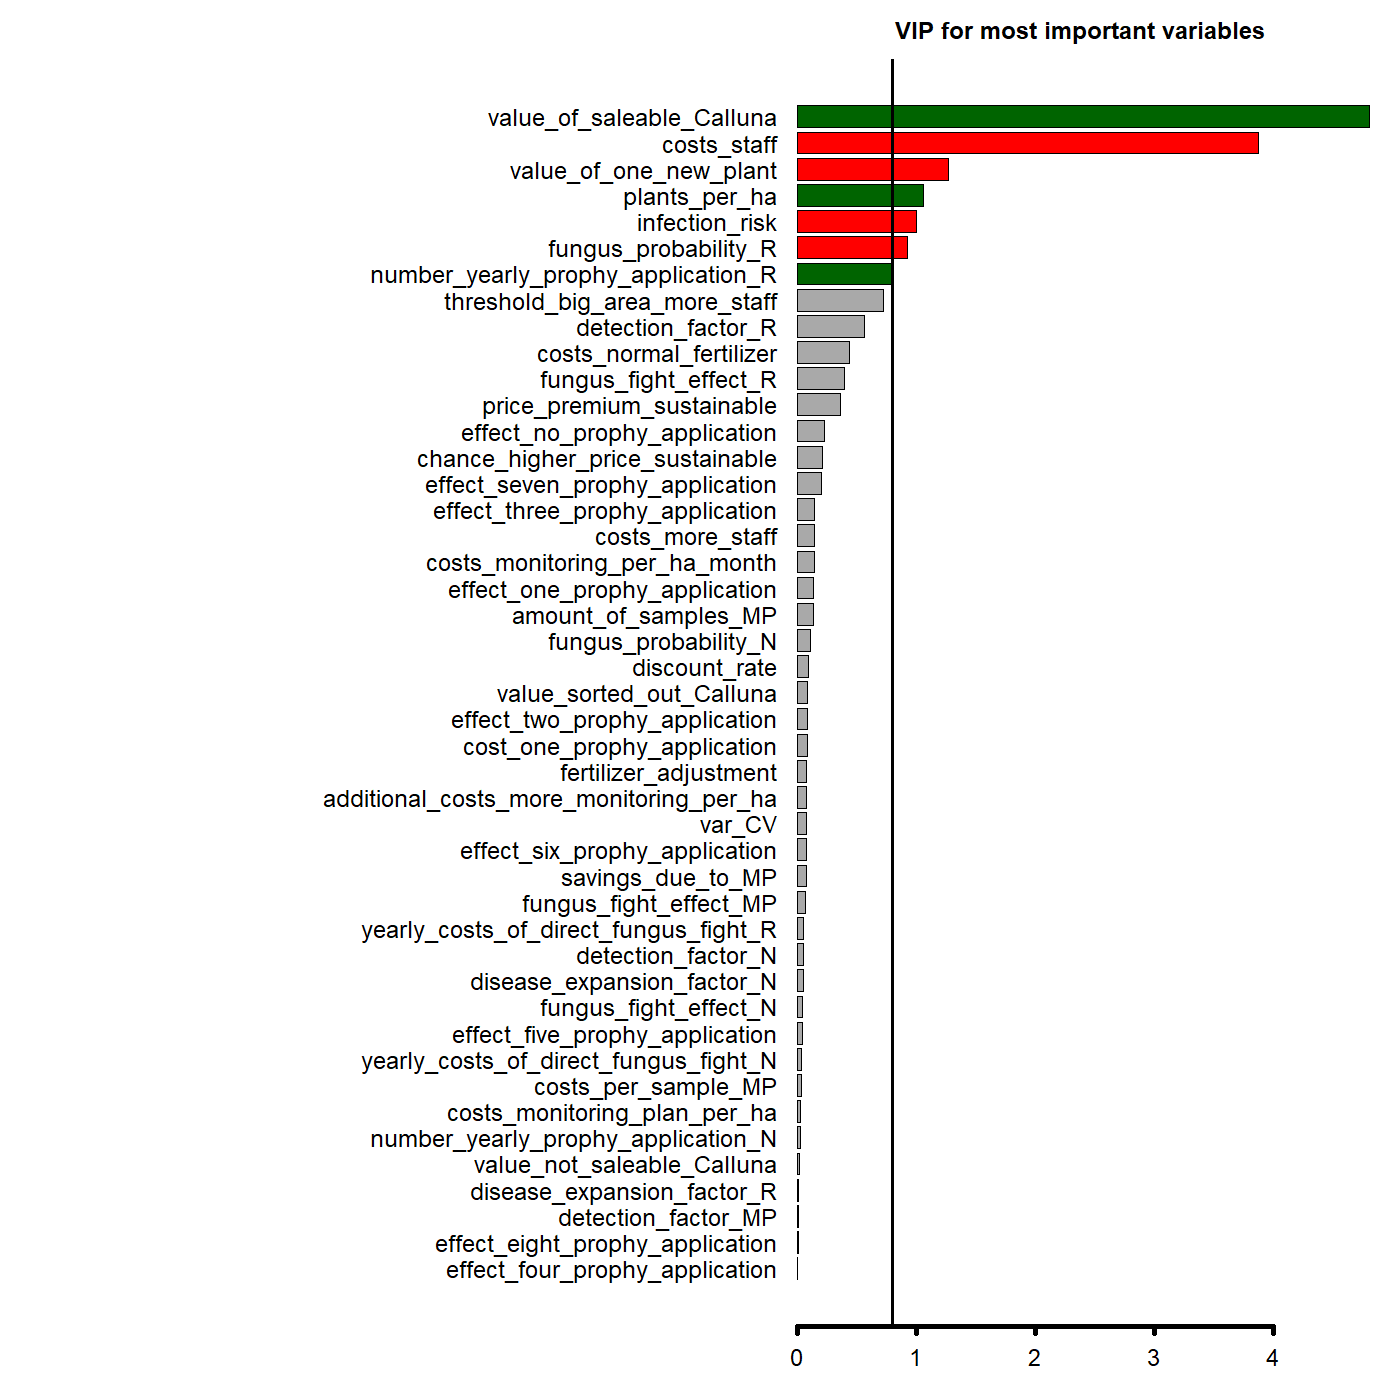 VIP for most important variables
value_of_saleable_Calluna
costs_staff
value_of_one_new_plant
plants_per_ha
infection_risk
fungus_probability_R
number_yearly_prophy_application_R
threshold_big_area_more_staff
detection_factor_R
costs_normal_fertilizer
fungus_fight_effect_R
price_premium_sustainable
effect_no_prophy_application
chance_higher_price_sustainable
effect_seven_prophy_application
effect_three_prophy_application
costs_more_staff
costs_monitoring_per_ha_month
effect_one_prophy_application
amount_of_samples_MP
fungus_probability_N
discount_rate
value_sorted_out_Calluna
effect_two_prophy_application
cost_one_prophy_application
fertilizer_adjustment
additional_costs_more_monitoring_per_ha
var_CV
effect_six_prophy_application
savings_due_to_MP
fungus_fight_effect_MP
yearly_costs_of_direct_fungus_fight_R
detection_factor_N
disease_expansion_factor_N
fungus_fight_effect_N
effect_five_prophy_application
yearly_costs_of_direct_fungus_fight_N
costs_per_sample_MP
costs_monitoring_plan_per_ha
number_yearly_prophy_application_N
value_not_saleable_Calluna
disease_expansion_factor_R
detection_factor_MP
effect_eight_prophy_application
effect_four_prophy_application
0 1 2 3 4